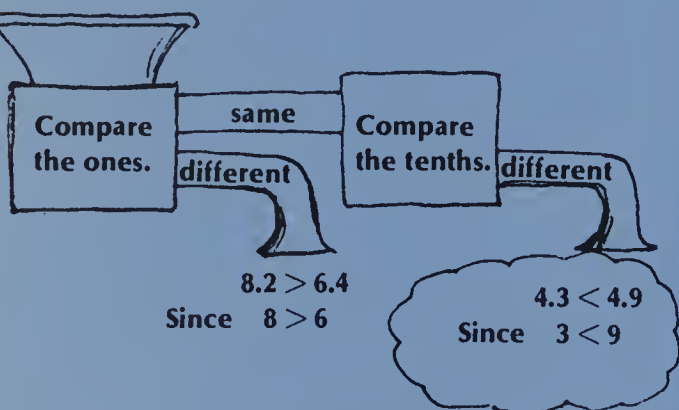 Compare
the ones.
same
different
Compare
the tenths.
different
8.2 > 6.4
Since 8 > 6
4.3 < 4.9
Since 3 < 9